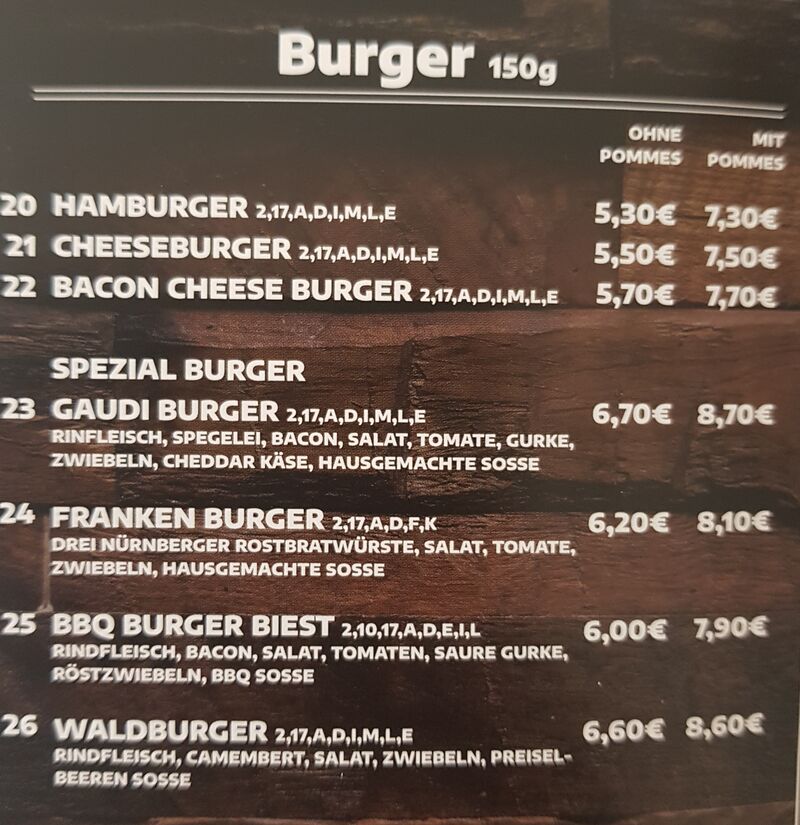 Burger 150g
OHNE POMMES MIT POMMES
20 HAMBURGER 2,17,A,D,I,M,L,E 5,30€ 7,30€
21 CHEESEBURGER 2,17,A,D,I,M,L,E 5,50€ 7,50€
22 BACON CHEESE BURGER 2,17,A,D,I,M,L,E 5,70€ 7,70€
SPEZIAL BURGER
23 GAUDI BURGER 2,17,A,D,I,M,L,E 6,70€ 8,70€
RINFLEISCH, SPEGELEI, BACON, SALAT, TOMATE, GURKE,
ZWIEBELN, CHEDDAR KÄSE, HAUSGEMACHTE SOSSE
24 FRANKEN BURGER 2,17,A,D,F,K 6,20€ 8,10€
DREI NÜRNBERGER ROSTBRATWÜRSTE, SALAT, TOMATE,
ZWIEBELN, HAUSGEMACHTE SOSSE
25 BBQ BURGER BIEST 2,10,17,A,D,E,I,L 6,00€ 7,90€
RINDFLEISCH, BACON, SALAT, TOMATEN, SAURE GURKE,
RÖSTZWIEBELN, BBQ SOSSE
26 WALDBURGER 2,17,A,D,I,M,L,E 6,60€ 8,60€
RINDFLEISCH, CAMEMBERT, SALAT, ZWIEBELN, PREISEL-
BEEREN SOSSE